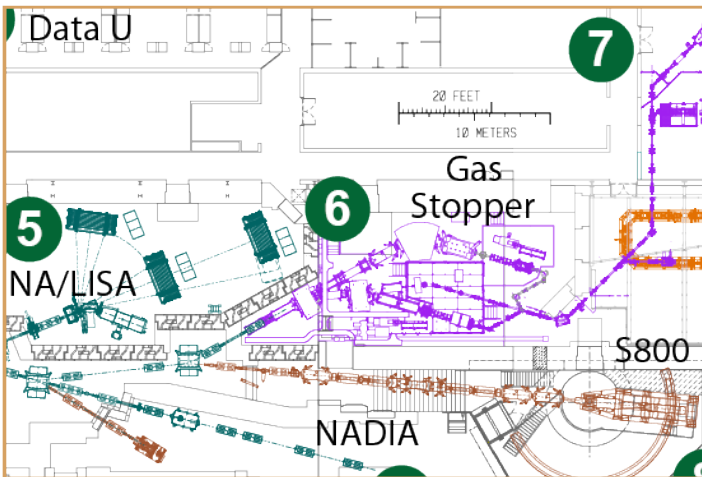 Data U
7
20 FEET
10 METERS
Gas
Stopper
6
5
NA/LISA
S800
NADIA